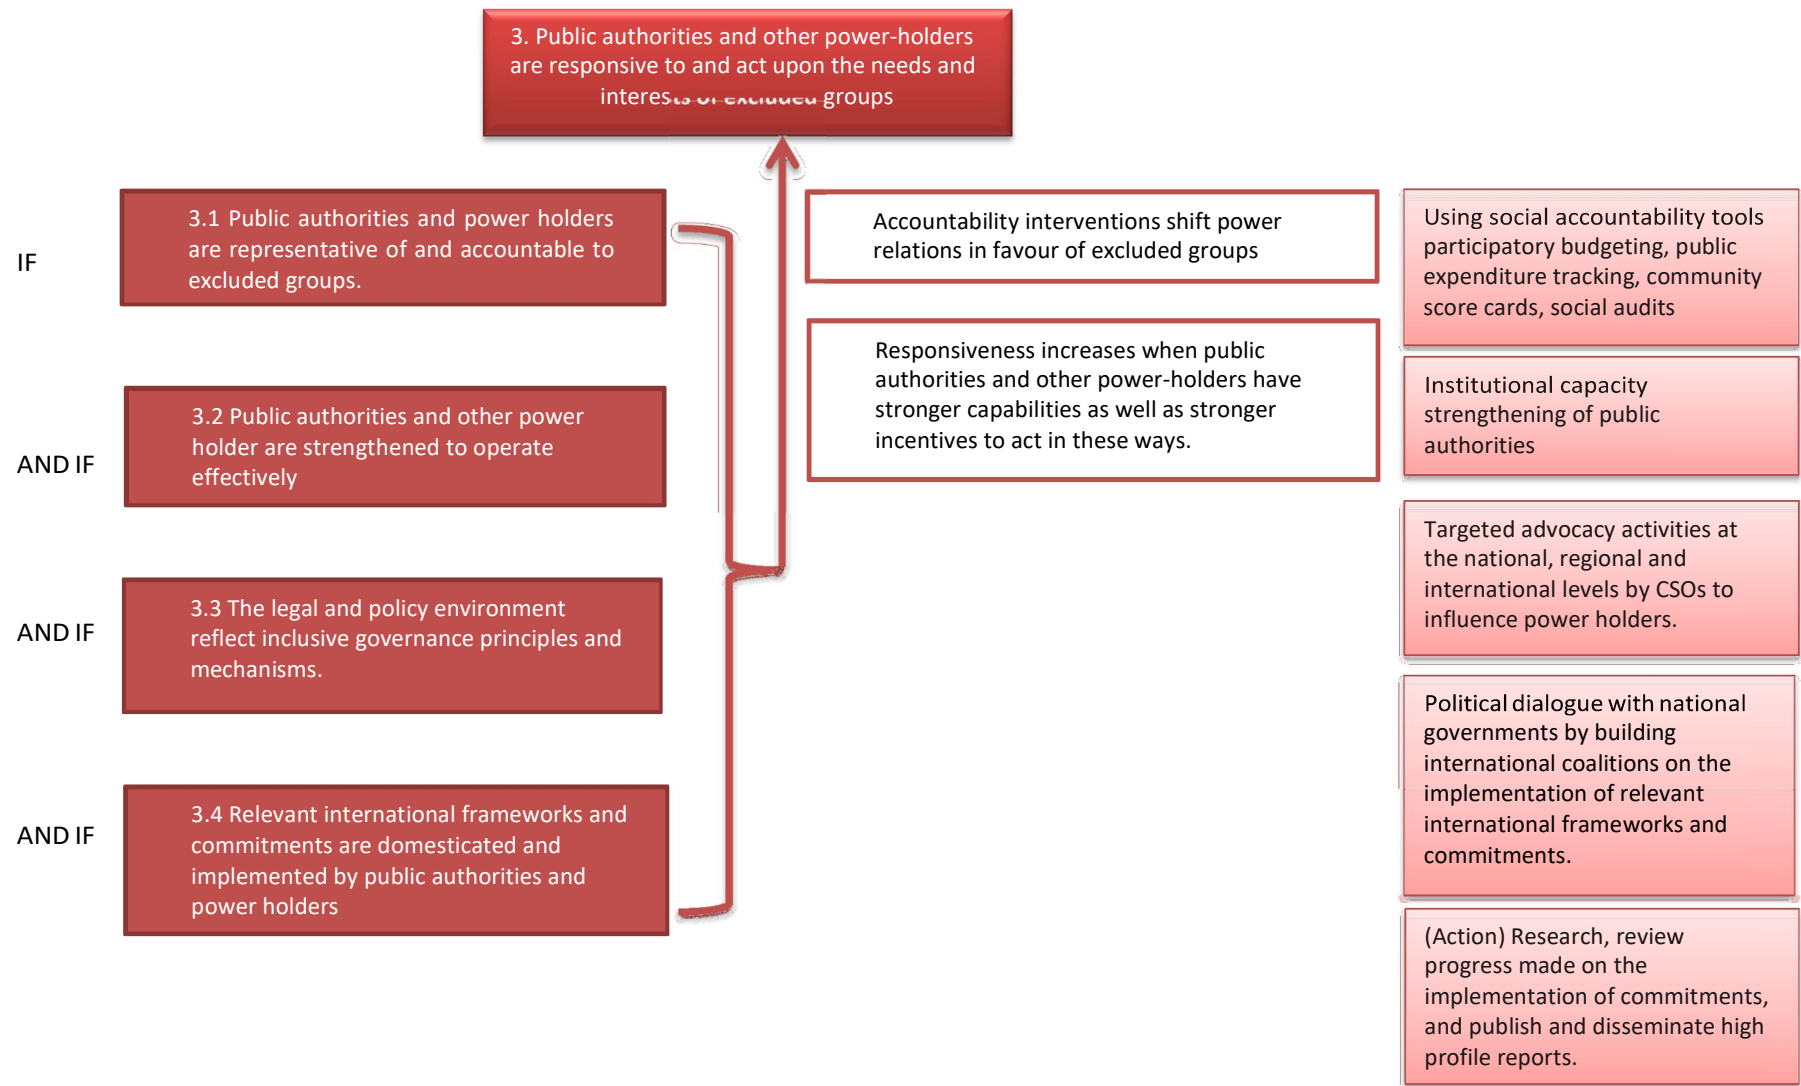 3. Public authorities and other power-holders
are responsive to and act upon the needs and
interests of excluded groups
IF
3.1 Public authorities and power holders
are representative of and accountable to
excluded groups.
AND IF
3.2 Public authorities and other power
holder are strengthened to operate
effectively
AND IF
3.3 The legal and policy environment
reflect inclusive governance principles and
mechanisms.
AND IF
3.4 Relevant international frameworks and
commitments are domesticated and
implemented by public authorities and
power holders
Accountability interventions shift power
relations in favour of excluded groups
Responsiveness increases when public
authorities and other power-holders have
stronger capabilities as well as stronger
incentives to act in these ways.
Using social accountability tools
participatory budgeting, public
expenditure tracking, community
score cards, social audits
Institutional capacity
strengthening of public
authorities
Targeted advocacy activities at
the national, regional and
international levels by CSOs to
influence power holders.
Political dialogue with national
governments by building
international coalitions on the
implementation of relevant
international frameworks and
commitments.
(Action) Research, review
progress made on the
implementation of commitments,
and publish and disseminate high
profile reports.